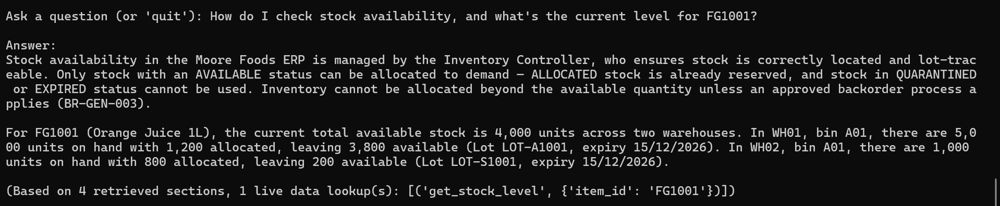 Ask a question (or 'quit'): How do I check stock availability, and what's the current level for FG1001?
Answer:
Stock availability in the Moore Foods ERP is managed by the Inventory Controller, who ensures stock is correctly located and lot-trac
eable. Only stock with an AVAILABLE status can be allocated to demand — ALLOCATED stock is already reserved, and stock in QUARANTINED
 or EXPIRED status cannot be used. Inventory cannot be allocated beyond the available quantity unless an approved backorder process a
pplies (BR-GEN-003).
For FG1001 (Orange Juice 1L), the current total available stock is 4,000 units across two warehouses. In WH01, bin A01, there are 5,0
00 units on hand with 1,200 allocated, leaving 3,800 available (Lot LOT-A1001, expiry 15/12/2026). In WH02, bin A01, there are 1,000
units on hand with 800 allocated, leaving 200 available (Lot LOT-S1001, expiry 15/12/2026).
(Based on 4 retrieved sections, 1 live data lookup(s): [('get_stock_level', {'item_id': 'FG1001'})])